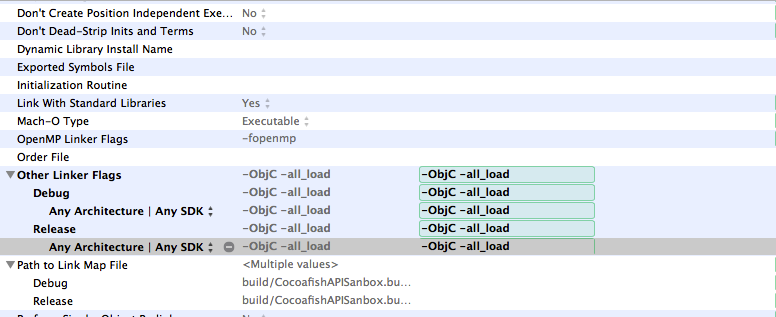 Don't Create Position Independent Exe... No
Don't Dead-Strip Inits and Terms No
Dynamic Library Install Name
Exported Symbols File
Initialization Routine
Link With Standard Libraries Yes
Mach-O Type Executable
OpenMP Linker Flags -fopenmp
Order File
Other Linker Flags -ObjC -all_load -ObjC -all_load
Debug -ObjC -all_load -ObjC -all_load
Any Architecture | Any SDK -ObjC -all_load -ObjC -all_load
Release -ObjC -all_load -ObjC -all_load
Any Architecture | Any SDK -ObjC -all_load -ObjC -all_load
Path to Link Map File <Multiple values>
Debug build/CocoafishAPISanbox.bu...
Release build/CocoafishAPISanbox.bu...